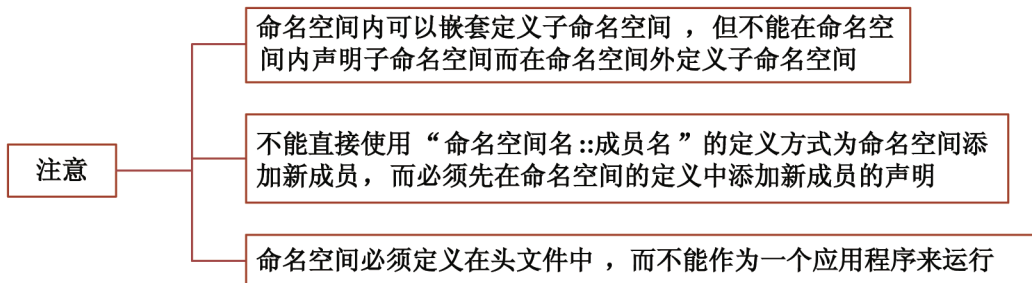 命名空间内可以嵌套定义子命名空间 ，但不能在命名空
间内声明子命名空间而在命名空间外定义子命名空间
注意
不能直接使用“命名空间名::成员名”的定义方式为命名空间添
加新成员，而必须先在命名空间的定义中添加新成员的声明
命名空间必须定义在头文件中 ，而不能作为一个应用程序来运行